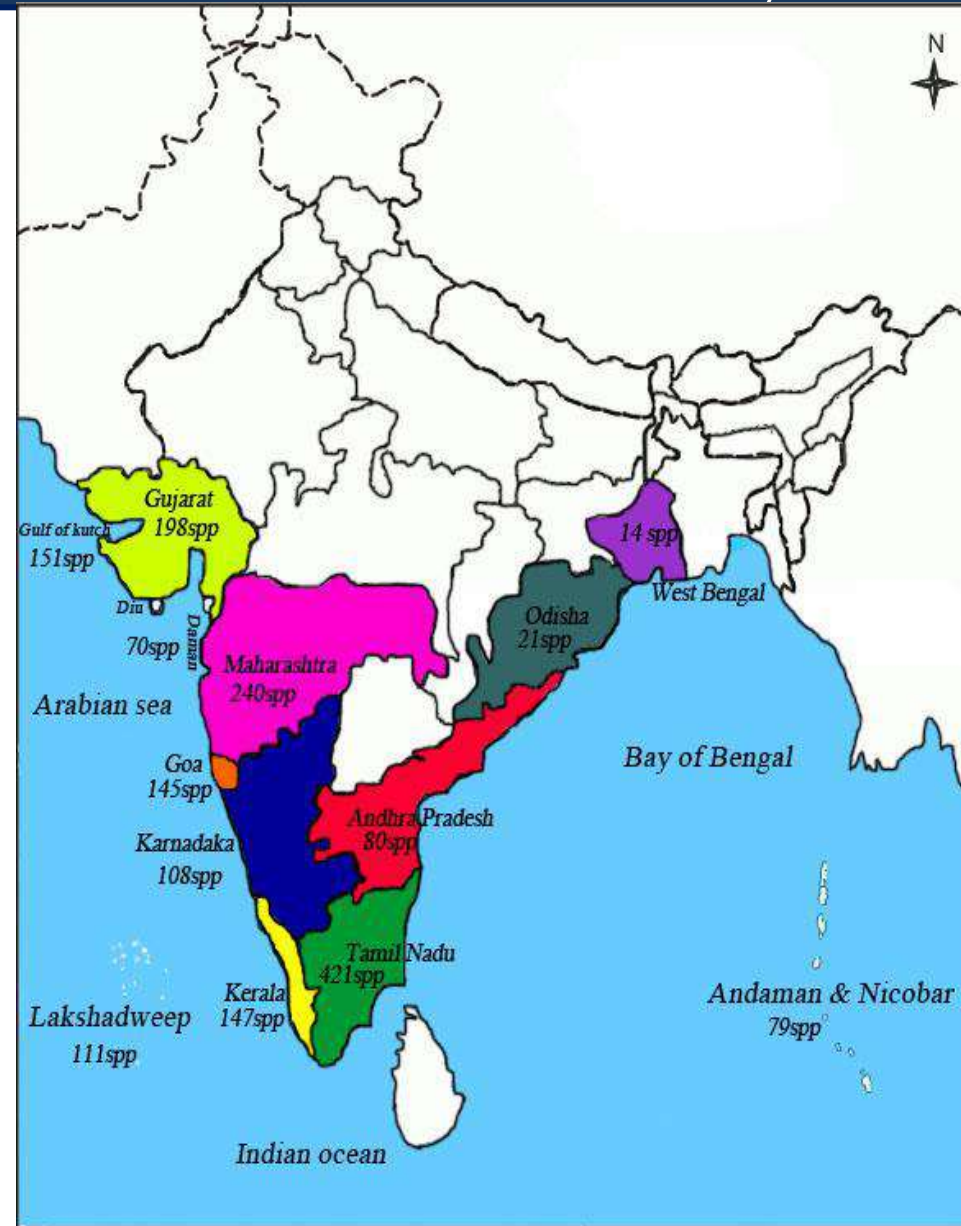 N
Gujarat
198spp
Gulf of kutch
151spp
Diu
Daman
70spp
14 spp
West Bengal
Odisha
21spp
Maharashtra
240spp
Arabian sea
Bay of Bengal
Goa
145spp
Andhra Pradesh
80spp
Karnadaka
108spp
Tamil Nadu
421spp
Kerala
147spp
Andaman & Nicobar
79spp
Lakshadweep
111spp
Indian ocean